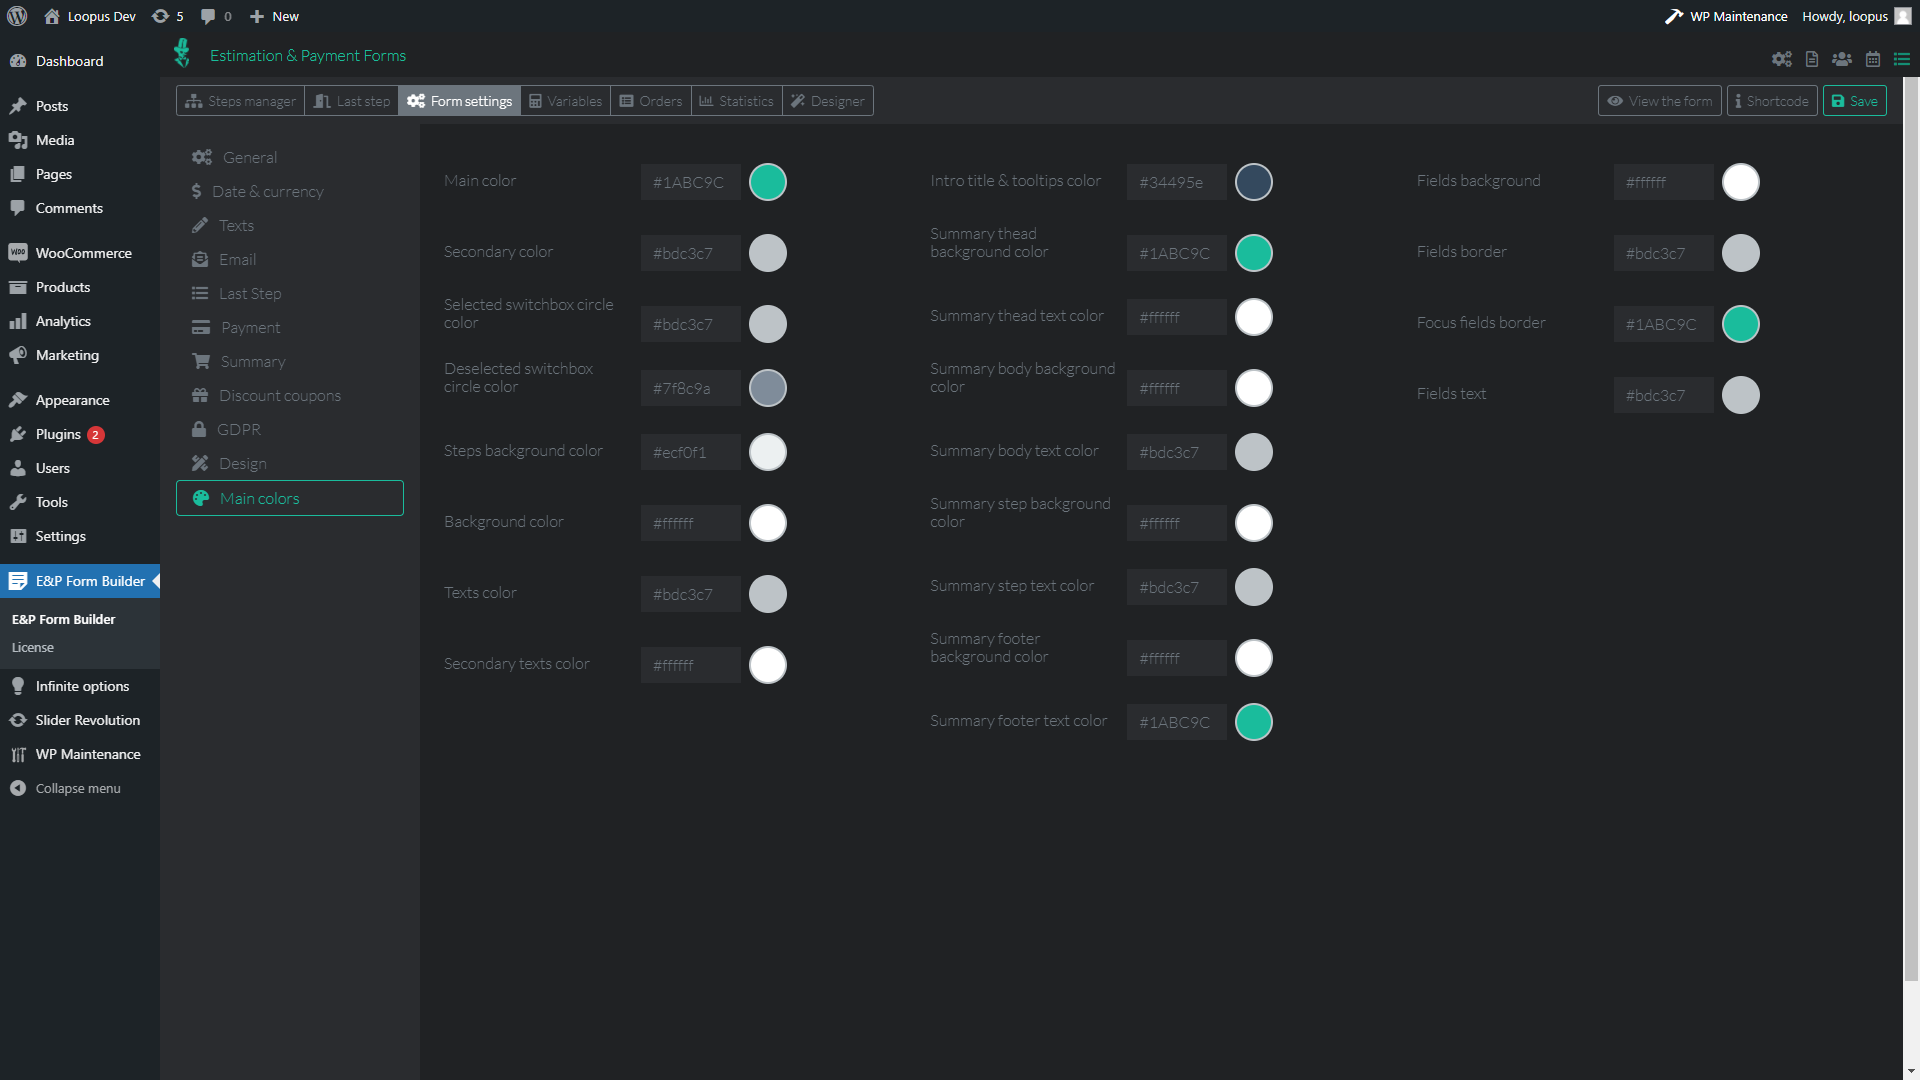 Loopus Dev
5
0
New
WP Maintenance
Howdy, loopus
Dashboard
Posts
Media
Pages
Comments
WooCommerce
Products
Analytics
Marketing
Appearance
Plugins 2
Users
Tools
Settings
E&P Form Builder
E&P Form Builder
License
Infinite options
Slider Revolution
WP Maintenance
Collapse menu
Estimation & Payment Forms
Steps manager
Last step
Form settings
Variables
Orders
Statistics
Designer
View the form
Shortcode
Save
General
Date & currency
Texts
Email
Last Step
Payment
Summary
Discount coupons
GDPR
Design
Main colors
Main color
#1ABC9C
Secondary color
#bdc3c7
Selected switchbox circle
color
#bdc3c7
Deselected switchbox
circle color
#7f8c9a
Steps background color
#ecf0f1
Background color
#ffffff
Texts color
#bdc3c7
Secondary texts color
#ffffff
Intro title & tooltips color
#34495e
Summary thead
background color
#1ABC9C
Summary thead text color
#ffffff
Summary body background
color
#ffffff
Summary body text color
#bdc3c7
Summary step background
color
#ffffff
Summary step text color
#bdc3c7
Summary footer
background color
#ffffff
Summary footer text color
#1ABC9C
Fields background
#ffffff
Fields border
#bdc3c7
Focus fields border
#1ABC9C
Fields text
#bdc3c7